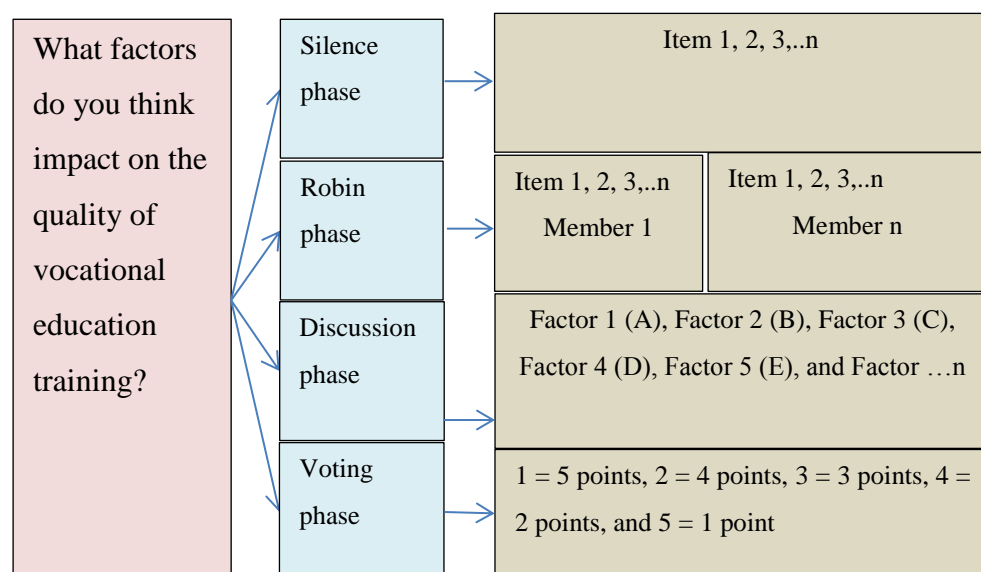 What factors
do you think
impact on the
quality of
vocational
education
training?
Silence
phase
Item 1, 2, 3,..n
Robin
phase
Item 1, 2, 3,..n
Member 1
Item 1, 2, 3,..n
Member n
Discussion
phase
Factor 1 (A), Factor 2 (B), Factor 3 (C),
Factor 4 (D), Factor 5 (E), and Factor …n
Voting
phase
1 = 5 points, 2 = 4 points, 3 = 3 points, 4 =
2 points, and 5 = 1 point